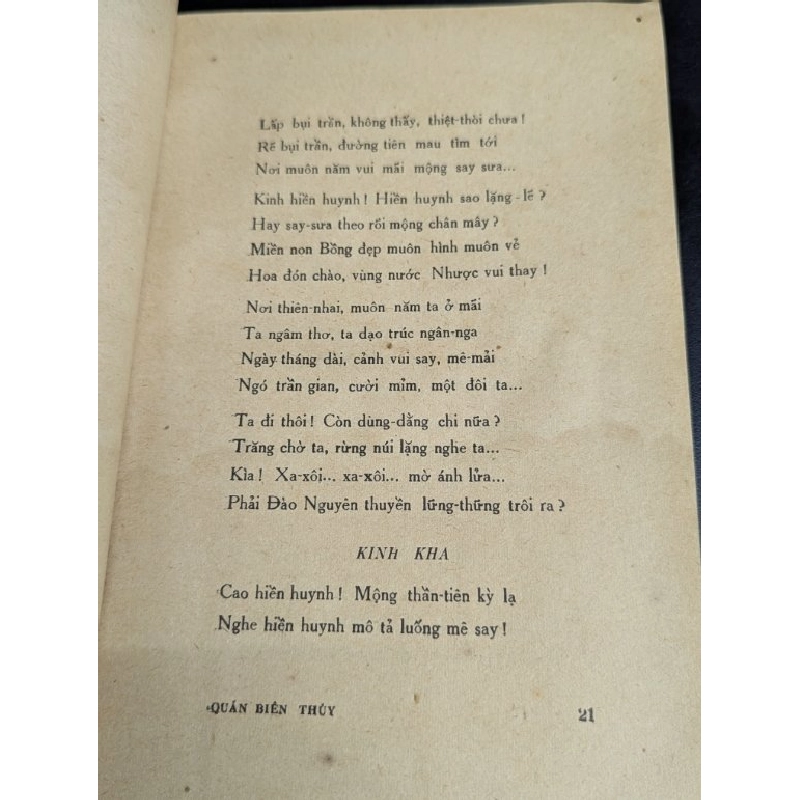 Lấp bụi trần, không thấy, thiệt-thòi chưa !
Rẽ bụi trần, đường tiên mau tìm tới
Nơi muôn năm vui mãi mộng say sưa...
Kinh hiền huynh ! Hiền huynh sao lặng - lẽ ?
Hay say-sưa theo rồi mộng chân mây ?
Miền non Bồng đẹp muôn hình muôn vẻ
Hoa đón chào, vùng nước Nhược vui thay !
Nơi thiên-nhai, muôn năm ta ở mãi
Ta ngâm thơ, ta dạo trúc ngân-nga
Ngày tháng dài, cảnh vui say, mê-mải
Ngó trần gian, cười mỉm, một đôi ta...
Ta đi thôi ! Còn dùng-dằng chi nữa ?
Trăng chờ ta, rừng núi lặng nghe ta...
Kìa ! Xa-xôi... xa-xôi... mờ ánh lửa...
Phải Đào Nguyên thuyền lững-thững trôi ra ?
KINH KHA
Cao hiền huynh ! Mộng thần-tiên kỳ lạ
Nghe hiền huynh mô tả luống mê say !
QUÁN BIÊN THÙY
21